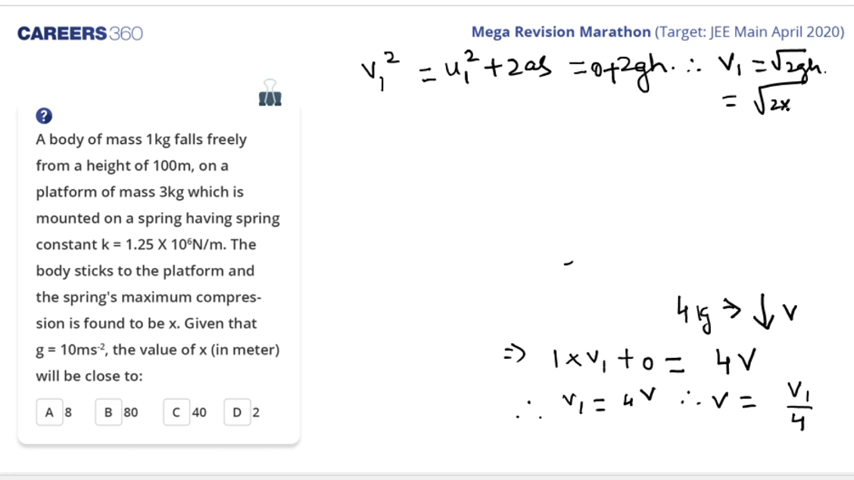 CAREERS360
Mega Revision Marathon (Target: JEE Main April 2020)
v₁² = u₁² + 2as = 0+2gh. ∴ v₁ = √2gh.
= √2x
?
A body of mass 1kg falls freely
from a height of 100m, on a
platform of mass 3kg which is
mounted on a spring having spring
constant k = 1.25 X 10⁶N/m. The
body sticks to the platform and
the spring's maximum compres-
sion is found to be x. Given that
g = 10ms⁻², the value of x (in meter)
will be close to:
A 8 B 80 C 40 D 2
4kg → ↓ v
⇒ 1 × v₁ + 0 = 4v
∴ v₁ = 4v ∴ v = v₁/4